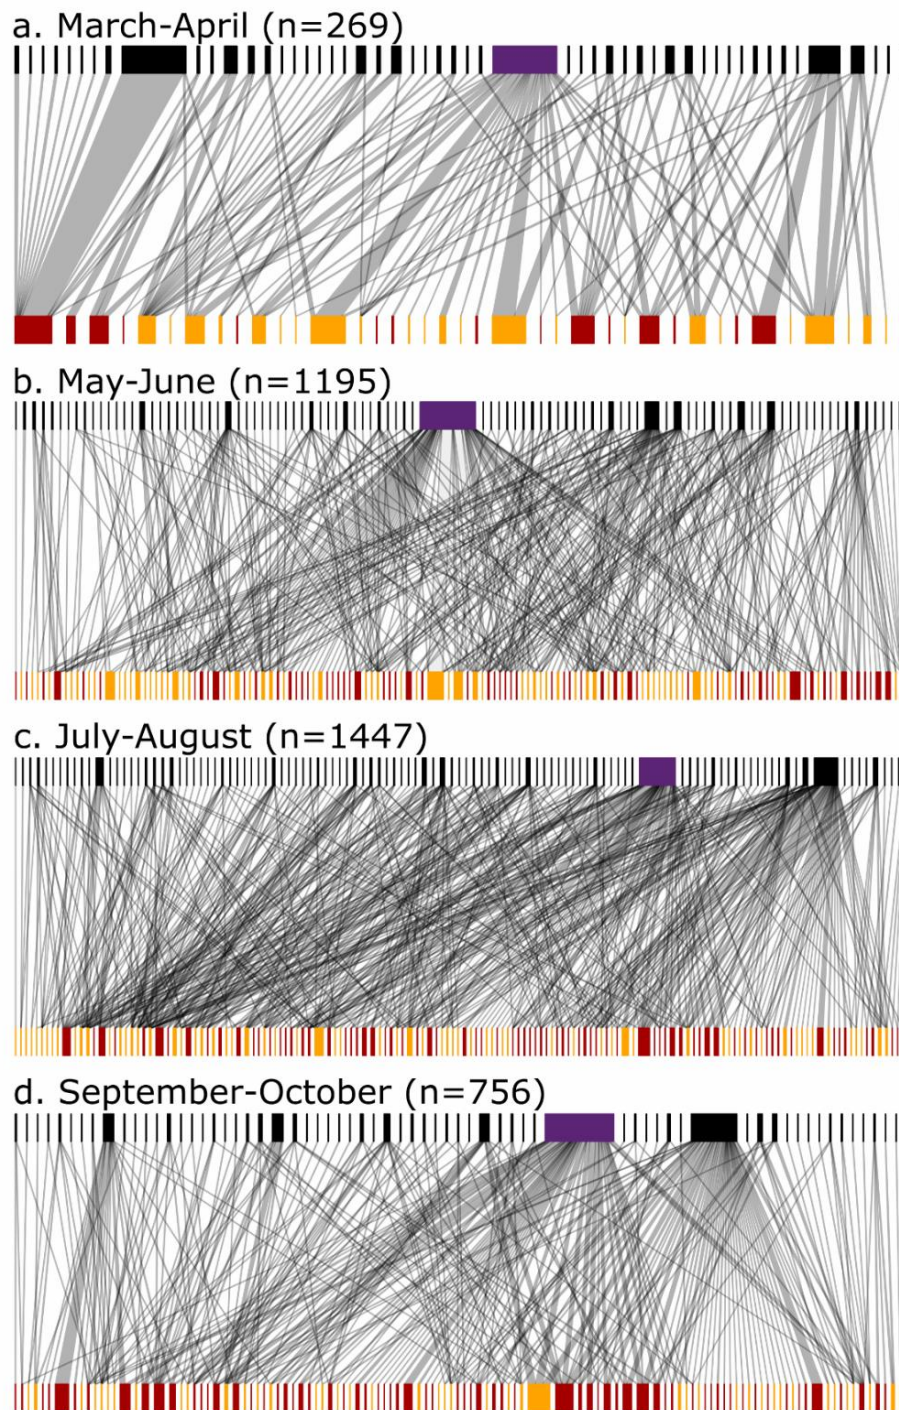 a. March-April (n=269)
b. May-June (n=1195)
c. July-August (n=1447)
d. September-October (n=756)